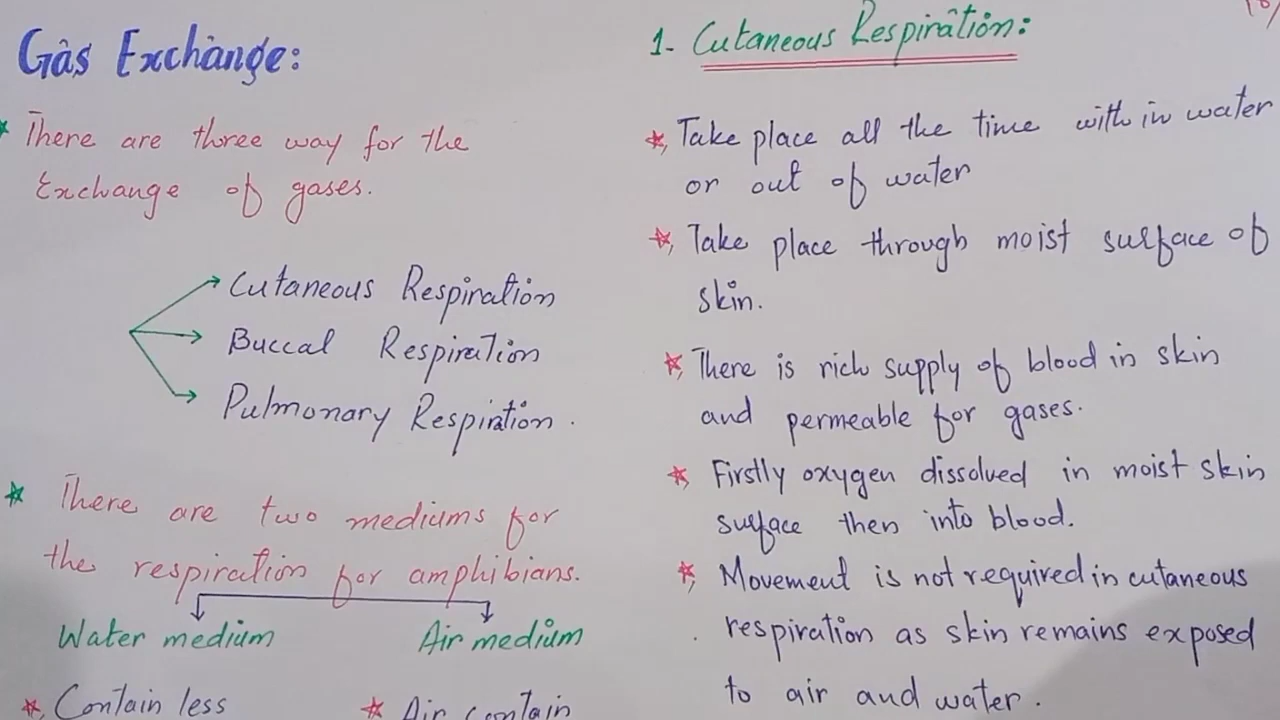 Gas Exchange:
* There are three way for the
Exchange of gases.
Cutaneous Respiration
Buccal Respiration
Pulmonary Respiration.
* There are two mediums for
the respiration for amphibians.
Water medium Air medium
* Contain less * Air contain
1- Cutaneous Respiration:
* Take place all the time with in water
or out of water
* Take place through moist surface of
skin.
* There is rich supply of blood in skin
and permeable for gases.
* Firstly oxygen dissolved in moist skin
surface then into blood.
* Movement is not required in cutaneous
respiration as skin remains exposed
to air and water.